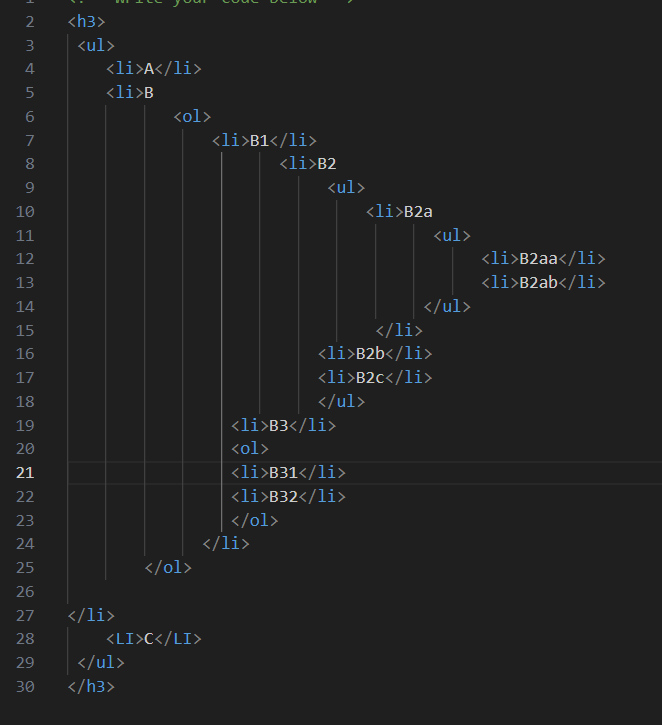 1 <!-- Write your code below -->
2 <h3>
3 <ul>
4 <li>A</li>
5 <li>B
6 <ol>
7 <li>B1</li>
8 <li>B2
9 <ul>
10 <li>B2a
11 <ul>
12 <li>B2aa</li>
13 <li>B2ab</li>
14 </ul>
15 </li>
16 <li>B2b</li>
17 <li>B2c</li>
18 </ul>
19 <li>B3</li>
20 <ol>
21 <li>B31</li>
22 <li>B32</li>
23 </ol>
24 </li>
25 </ol>
26
27 </li>
28 <LI>C</LI>
29 </ul>
30 </h3>